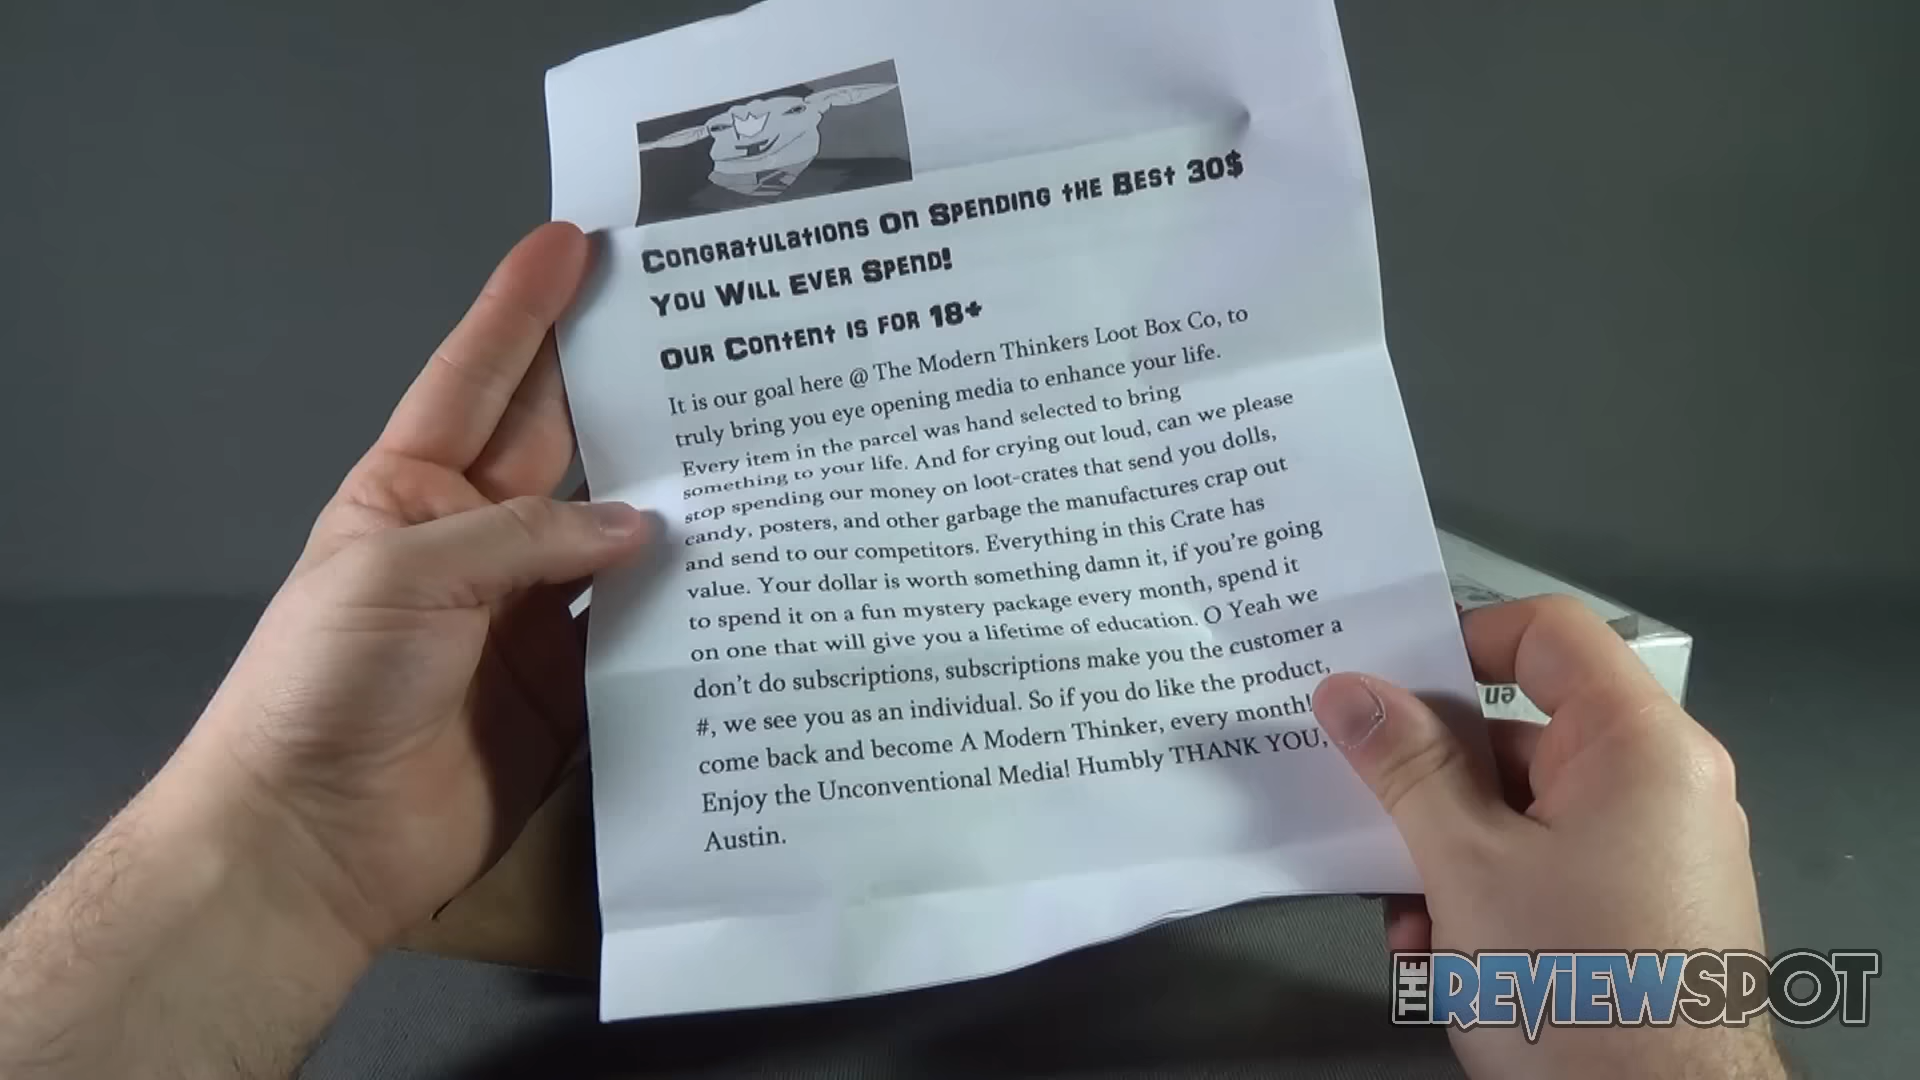 Congratulations On Spending the Best 30$
You Will Ever Spend!
Our Content is for 18+
It is our goal here @ The Modern Thinkers Loot Box Co, to
truly bring you eye opening media to enhance your life.
Every item in the parcel was hand selected to bring
something to your life. And for crying out loud, can we please
stop spending our money on loot-crates that send you dolls,
candy, posters, and other garbage the manufactures crap out
and send to our competitors. Everything in this Crate has
value. Your dollar is worth something damn it, if you're going
to spend it on a fun mystery package every month, spend it
on one that will give you a lifetime of education. O Yeah we
don't do subscriptions, subscriptions make you the customer a
#, we see you as an individual. So if you do like the product,
come back and become A Modern Thinker, every month!
Enjoy the Unconventional Media! Humbly THANK YOU,
Austin.
en
THE REVIEWSPOT